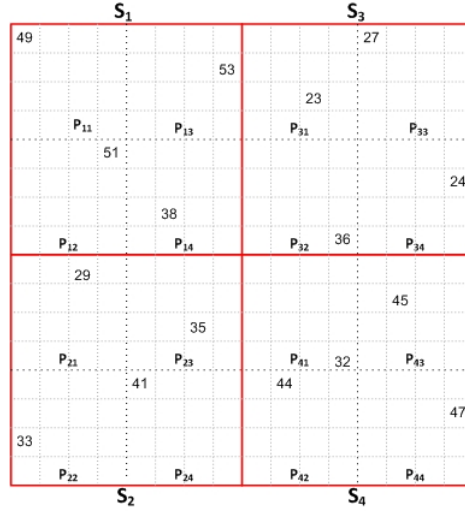 S₁ S₃
49 27
53
23
P₁₁ P₁₃ P₃₁ P₃₃
51
24
38
36
P₁₂ P₁₄ P₃₂ P₃₄
29
45
35
P₂₁ P₂₃ P₄₁ 32 P₄₃
41 44
47
33
P₂₂ P₂₄ P₄₂ P₄₄
S₂ S₄